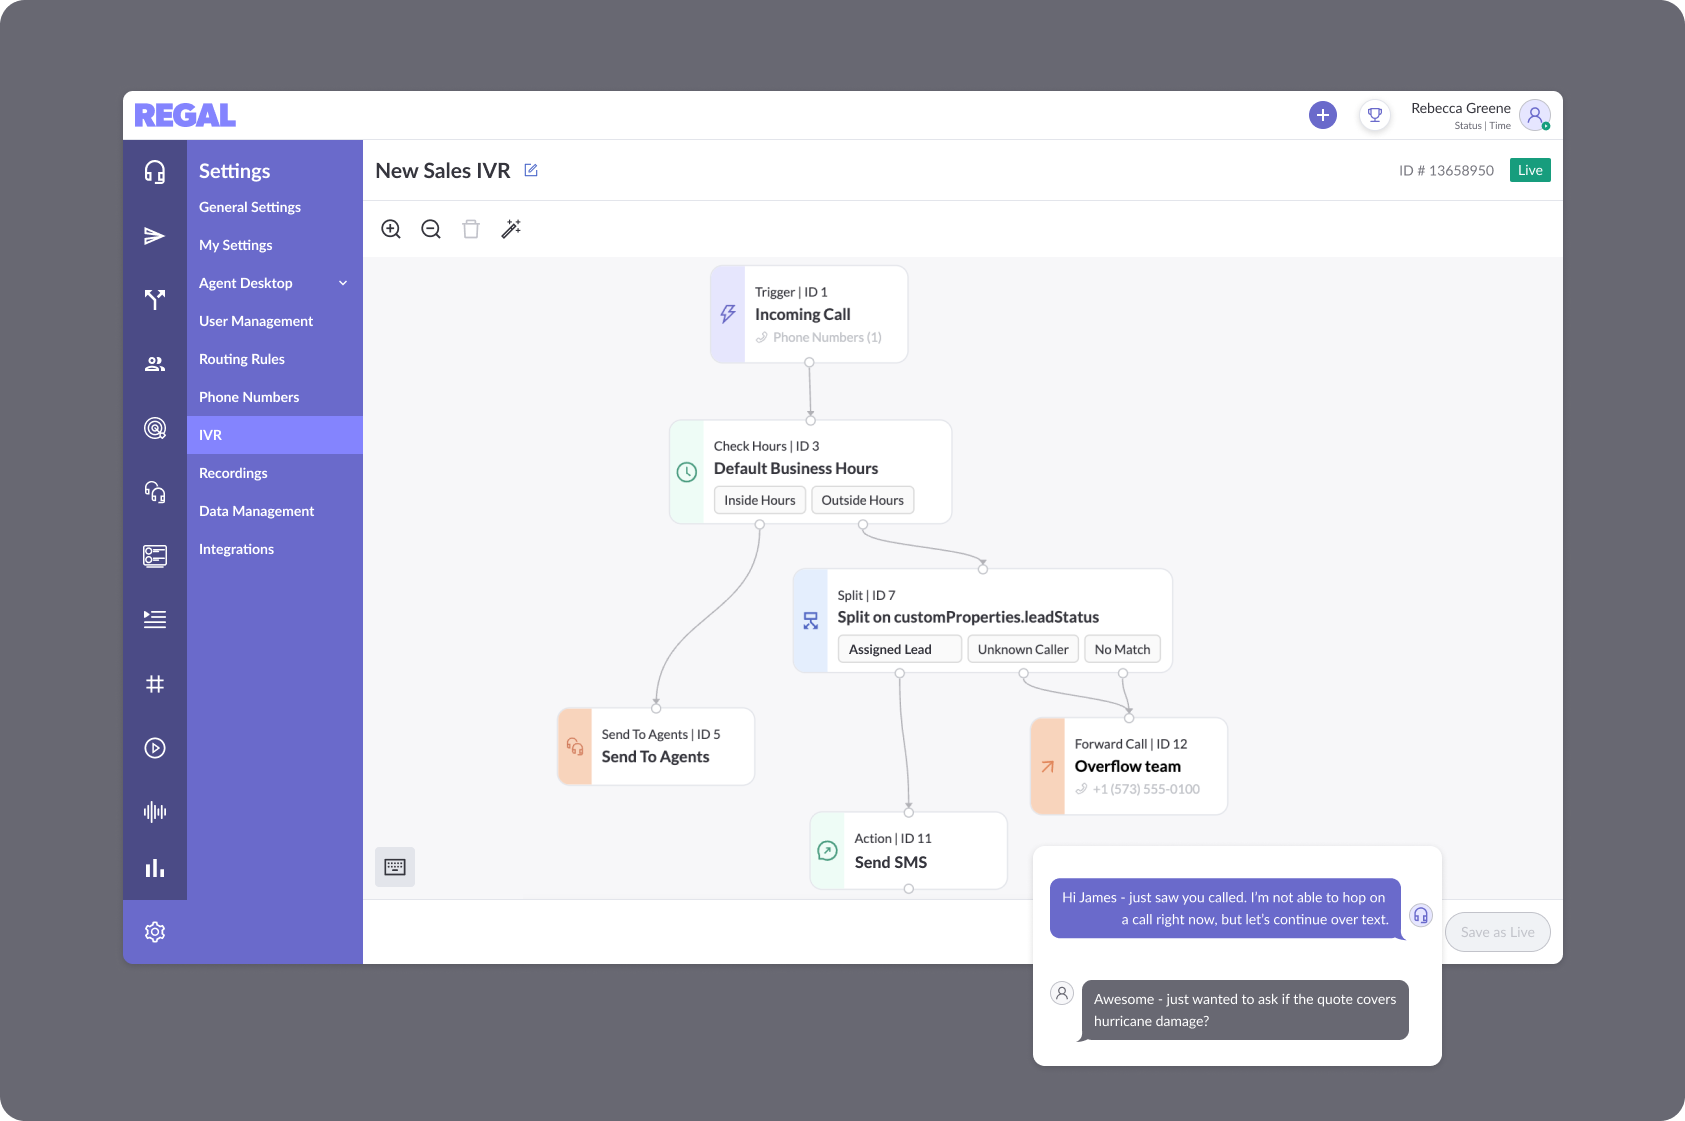 REGAL
Rebecca Greene
Status | Time
Settings
General Settings
My Settings
Agent Desktop
User Management
Routing Rules
Phone Numbers
IVR
Recordings
Data Management
Integrations
New Sales IVR
ID # 13658950
Live
Trigger | ID 1
Incoming Call
Phone Numbers (1)
Check Hours | ID 3
Default Business Hours
Inside Hours
Outside Hours
Split | ID 7
Split on customProperties.leadStatus
Assigned Lead
Unknown Caller
No Match
Send To Agents | ID 5
Send To Agents
Forward Call | ID 12
Overflow team
+1 (573) 555-0100
Action | ID 11
Send SMS
Hi James - just saw you called. I’m not able to hop on
a call right now, but let’s continue over text.
Save as Live
Awesome - just wanted to ask if the quote covers
hurricane damage?